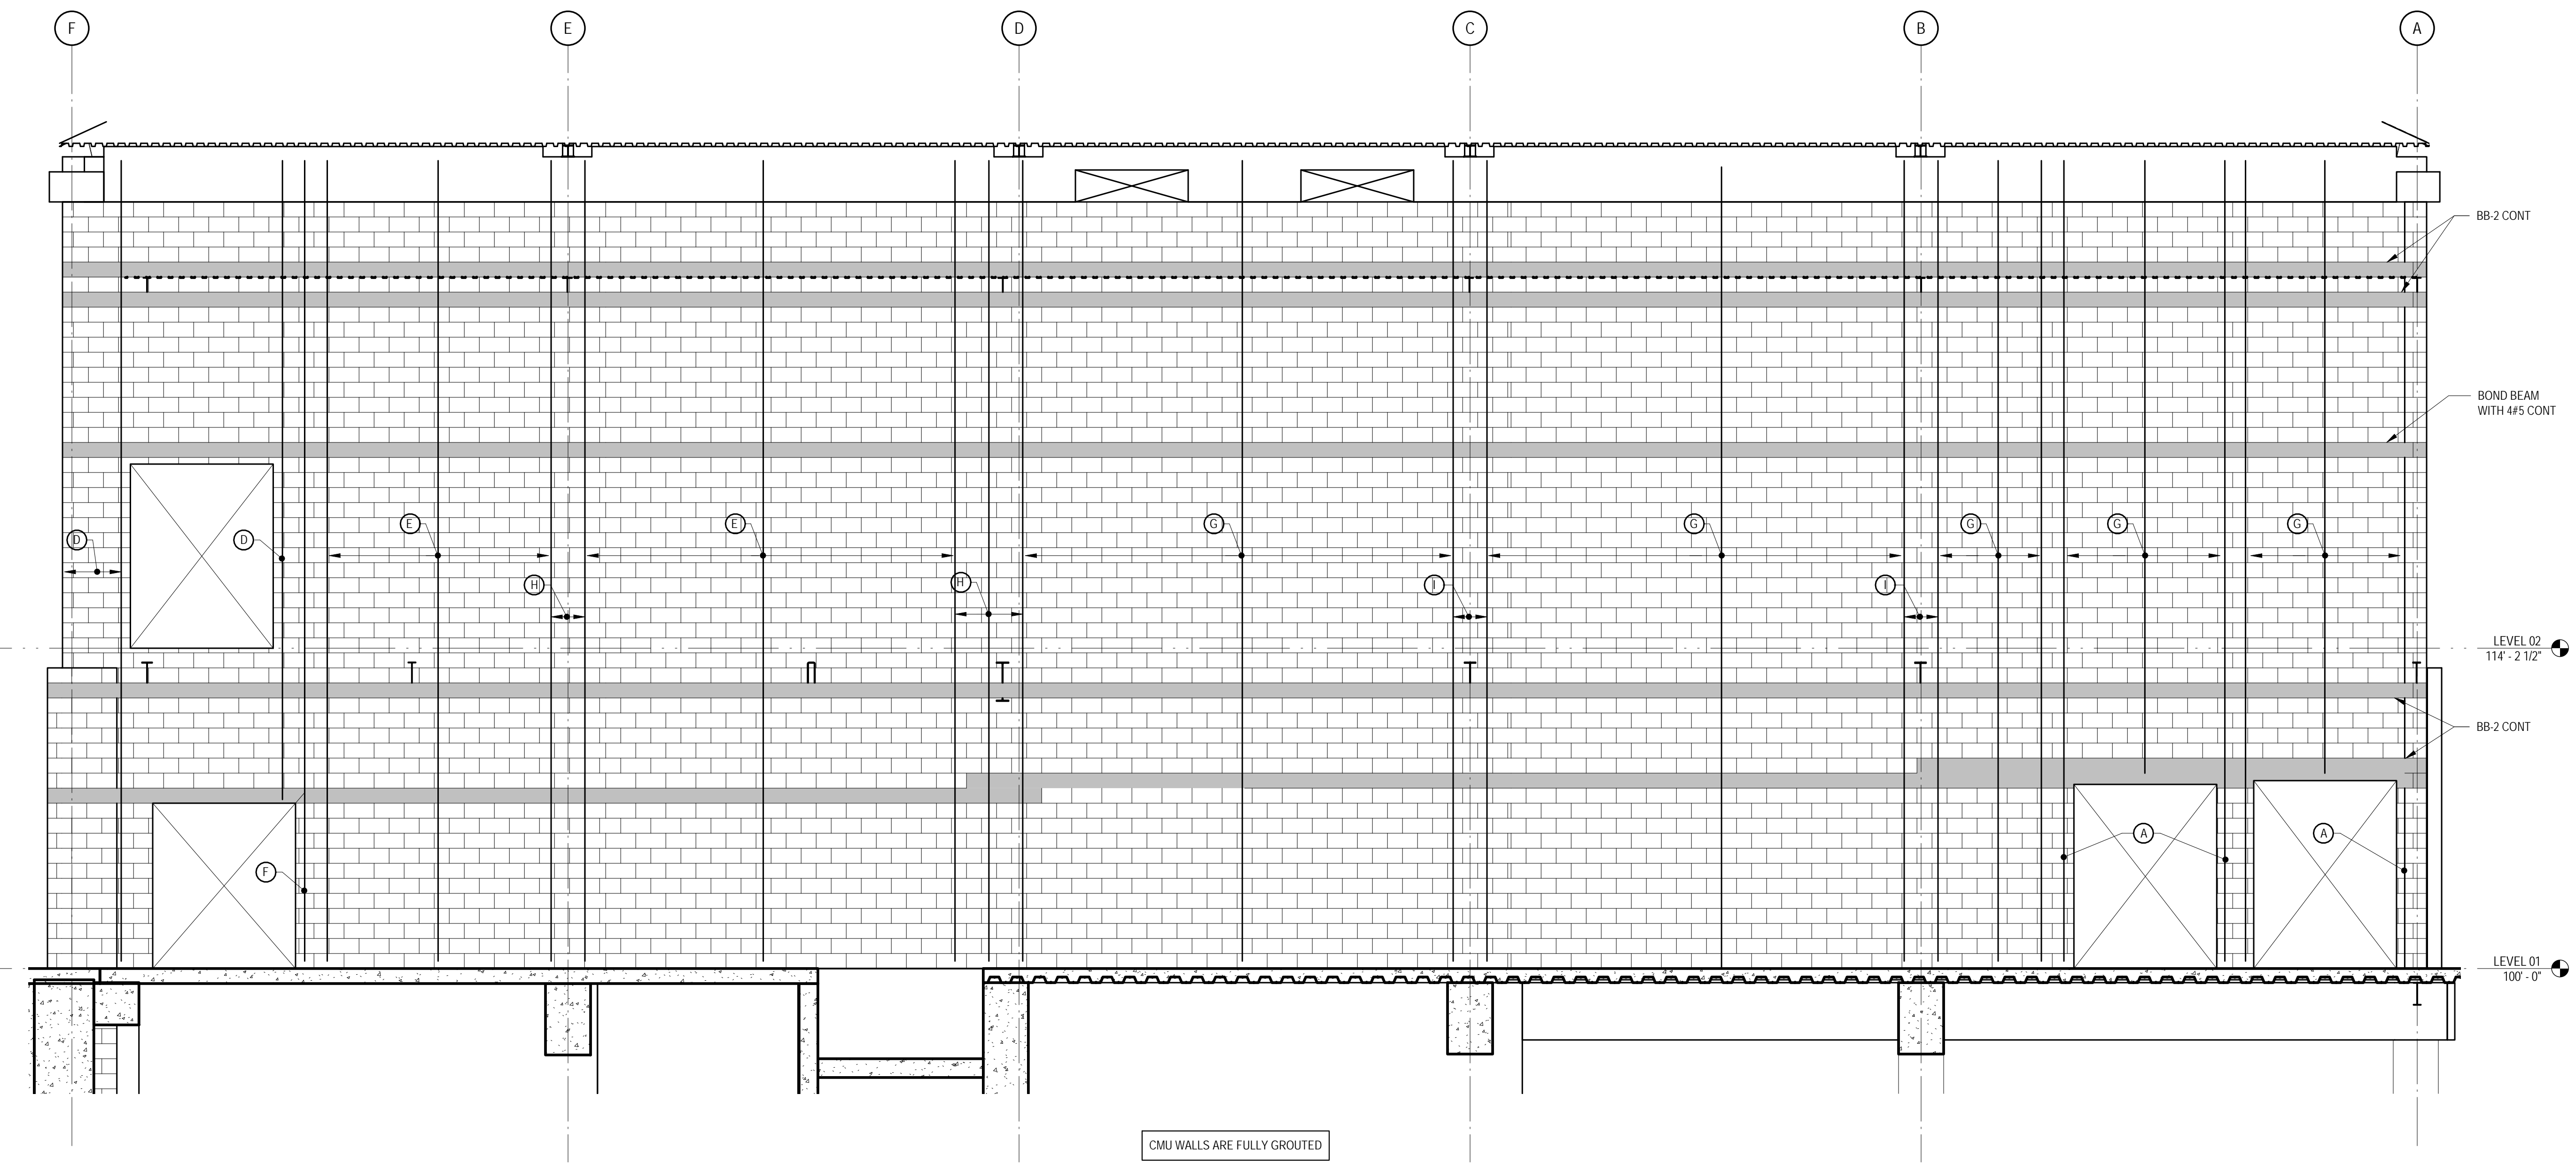 F
E
D
C
B
A
BB-2 CONT
BOND BEAM
WITH 4#5 CONT
D
D
E
E
G
G
G
G
G
H
H
I
I
LEVEL 02
114' - 2 1/2"
BB-2 CONT
F
A
A
LEVEL 01
100' - 0"
CMU WALLS ARE FULLY GROUTED